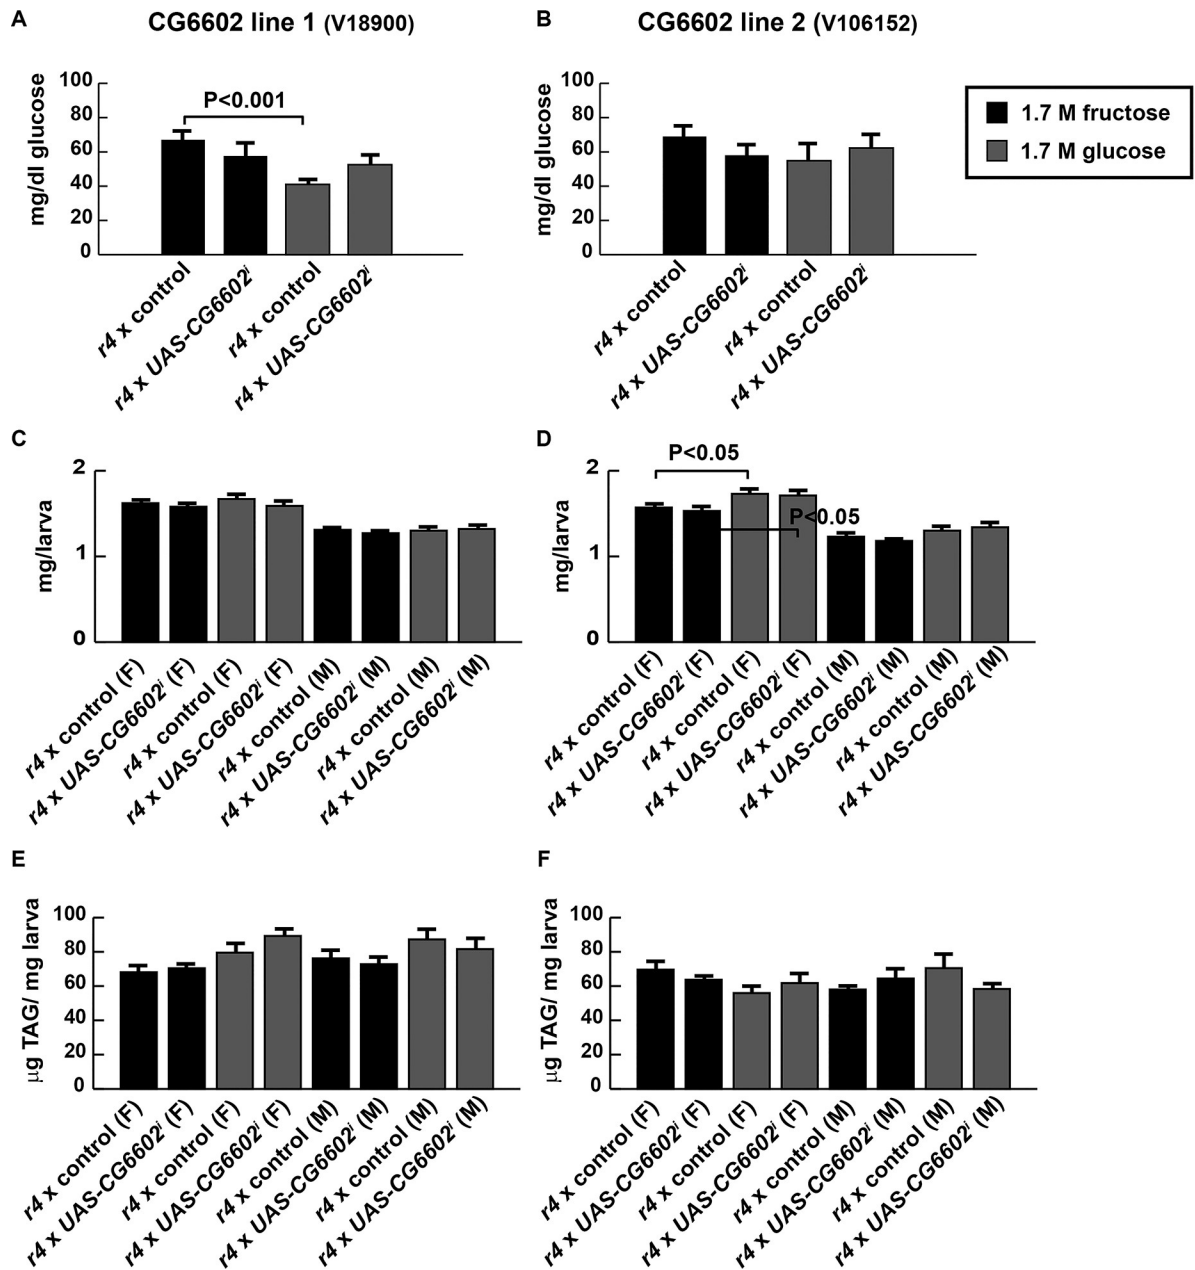 A
CG6602 line 1 (V18900)
B
CG6602 line 2 (V106152)
mg/dl glucose
100
80
60
40
20
0
P<0.001
r4 x control
r4 x UAS-CG6602i
r4 x control
r4 x UAS-CG6602i
mg/dl glucose
100
80
60
40
20
0
r4 x control
r4 x UAS-CG6602i
r4 x control
r4 x UAS-CG6602i
1.7 M fructose
1.7 M glucose
C
mg/larva
2
1
0
r4 x control (F)
r4 x UAS-CG6602i (F)
r4 x control (F)
r4 x UAS-CG6602i (F)
r4 x control (M)
r4 x UAS-CG6602i (M)
r4 x control (M)
r4 x UAS-CG6602i (M)
D
mg/larva
2
1
0
P<0.05
P<0.05
r4 x control (F)
r4 x UAS-CG6602i (F)
r4 x control (F)
r4 x UAS-CG6602i (F)
r4 x control (M)
r4 x UAS-CG6602i (M)
r4 x control (M)
r4 x UAS-CG6602i (M)
E
µg TAG/ mg larva
100
80
60
40
20
0
r4 x control (F)
r4 x UAS-CG6602i (F)
r4 x control (F)
r4 x UAS-CG6602i (F)
r4 x control (M)
r4 x UAS-CG6602i (M)
r4 x control (M)
r4 x UAS-CG6602i (M)
F
µg TAG/ mg larva
100
80
60
40
20
0
r4 x control (F)
r4 x UAS-CG6602i (F)
r4 x control (F)
r4 x UAS-CG6602i (F)
r4 x control (M)
r4 x UAS-CG6602i (M)
r4 x control (M)
r4 x UAS-CG6602i (M)